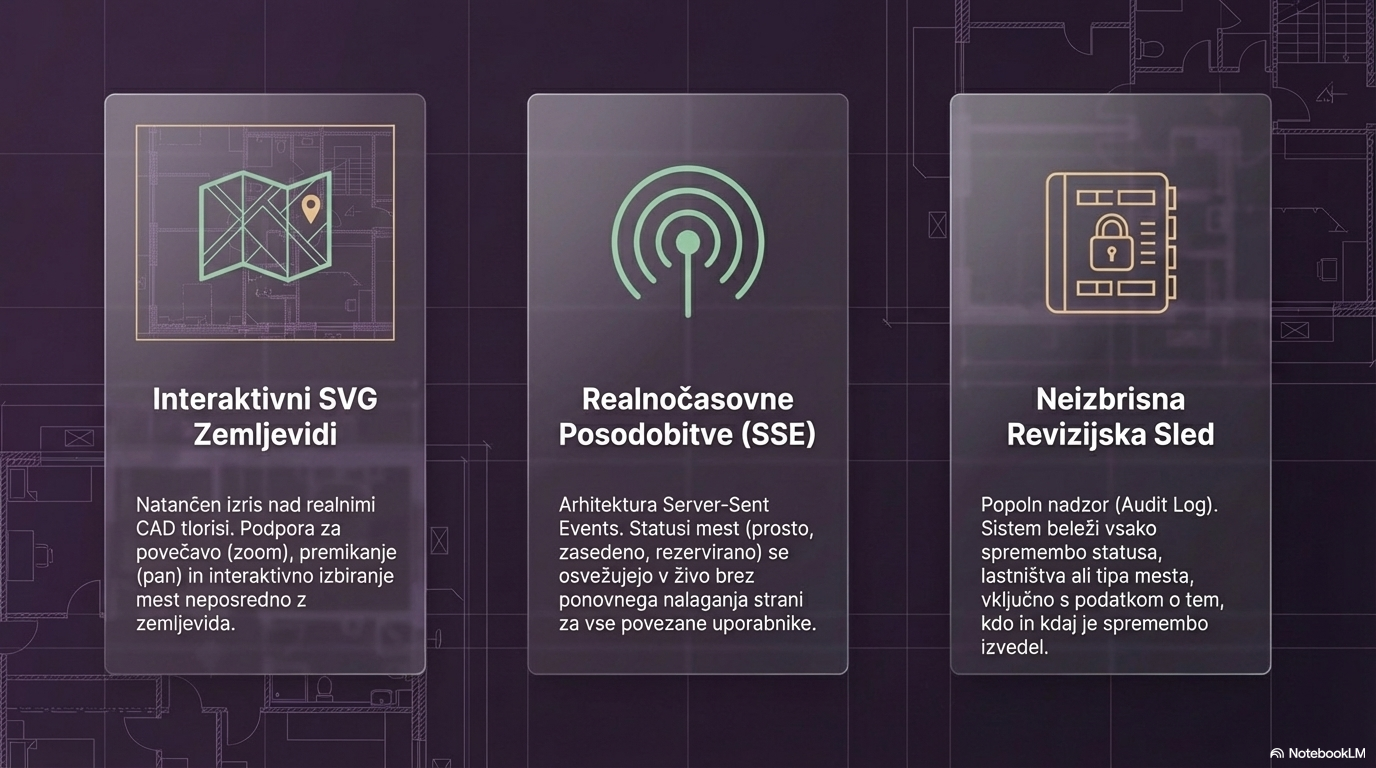 Interaktivni SVG
Zemljevidi
Natančen izris nad realnimi
CAD tlorisi. Podpora za
povečavo (zoom), premikanje
(pan) in interaktivno izbiranje
mest neposredno z
zemljevida.
Realnočasovne
Posodobitve (SSE)
Arhitektura Server-Sent
Events. Statusi mest (prosto,
zasedeno, rezervirano) se
osvežujejo v živo brez
ponovnega nalaganja strani
za vse povezane uporabnike.
Neizbrisna
Revizijska Sled
Popoln nadzor (Audit Log).
Sistem beleži vsako
spremembo statusa,
lastništva ali tipa mesta,
vključno s podatkom o tem,
kdo in kdaj je spremembo
izvedel.
NotebookLM